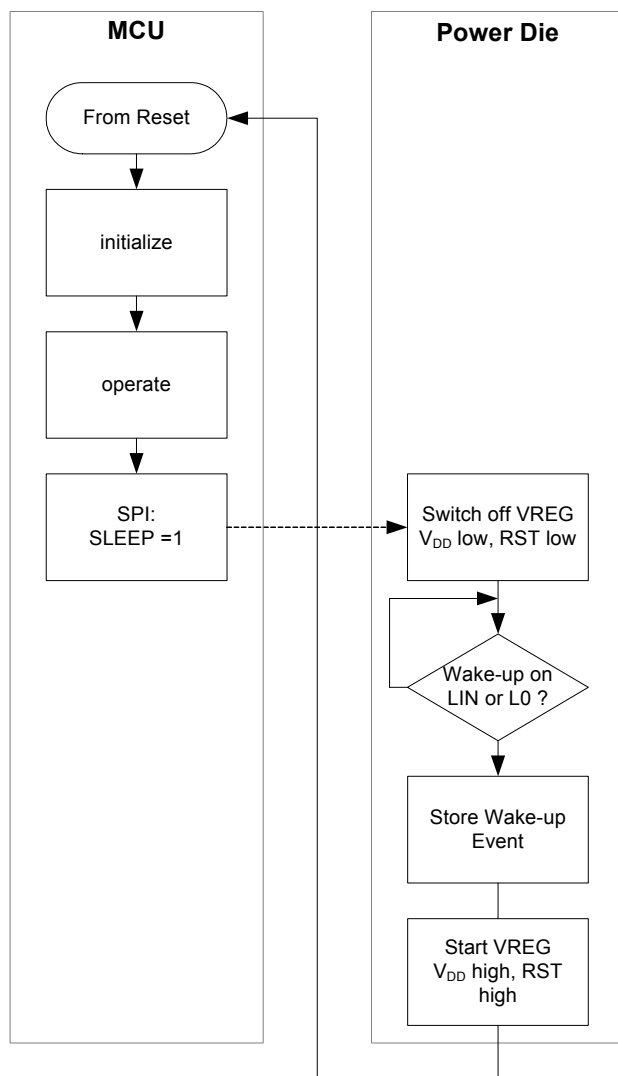 MCU
Power Die
From Reset
initialize
operate
SPI:
SLEEP =1
Switch off VREG
VDD low, RST low
Wake-up on
LIN or L0 ?
Store Wake-up
Event
Start VREG
VDD high, RST
high